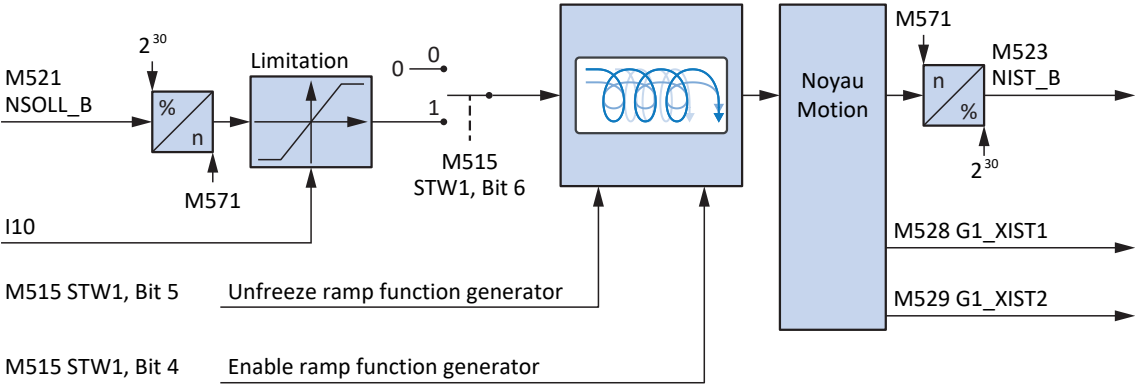 M521
NSOLL_B
2³⁰
%
n
M571
Limitation
I10
0
0
1
M515
STW1, Bit 6
Noyau
Motion
M571
n
%
2³⁰
M523
NIST_B
M528 G1_XIST1
M529 G1_XIST2
M515 STW1, Bit 5 Unfreeze ramp function generator
M515 STW1, Bit 4 Enable ramp function generator